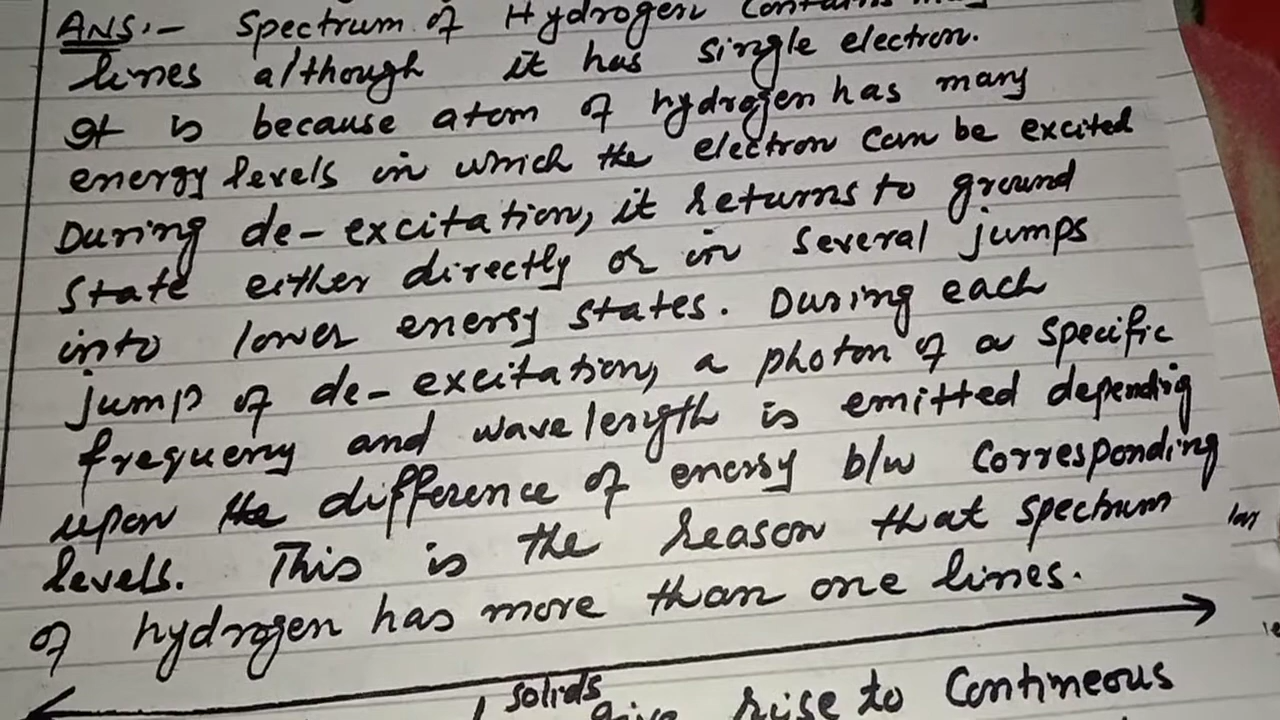 ANS:- Spectrum of Hydrogen contains many
lines although it has single electron.
It is because atom of hydrogen has many
energy levels in which the electron can be excited
During de-excitation, it returns to ground
State either directly or in several jumps
into lower energy states. During each
jump of de-excitation, a photon of a specific
frequency and wavelength is emitted depending
upon the difference of energy b/w corresponding
levels. This is the reason that spectrum
of hydrogen has more than one lines.
solids
give rise to Contineous